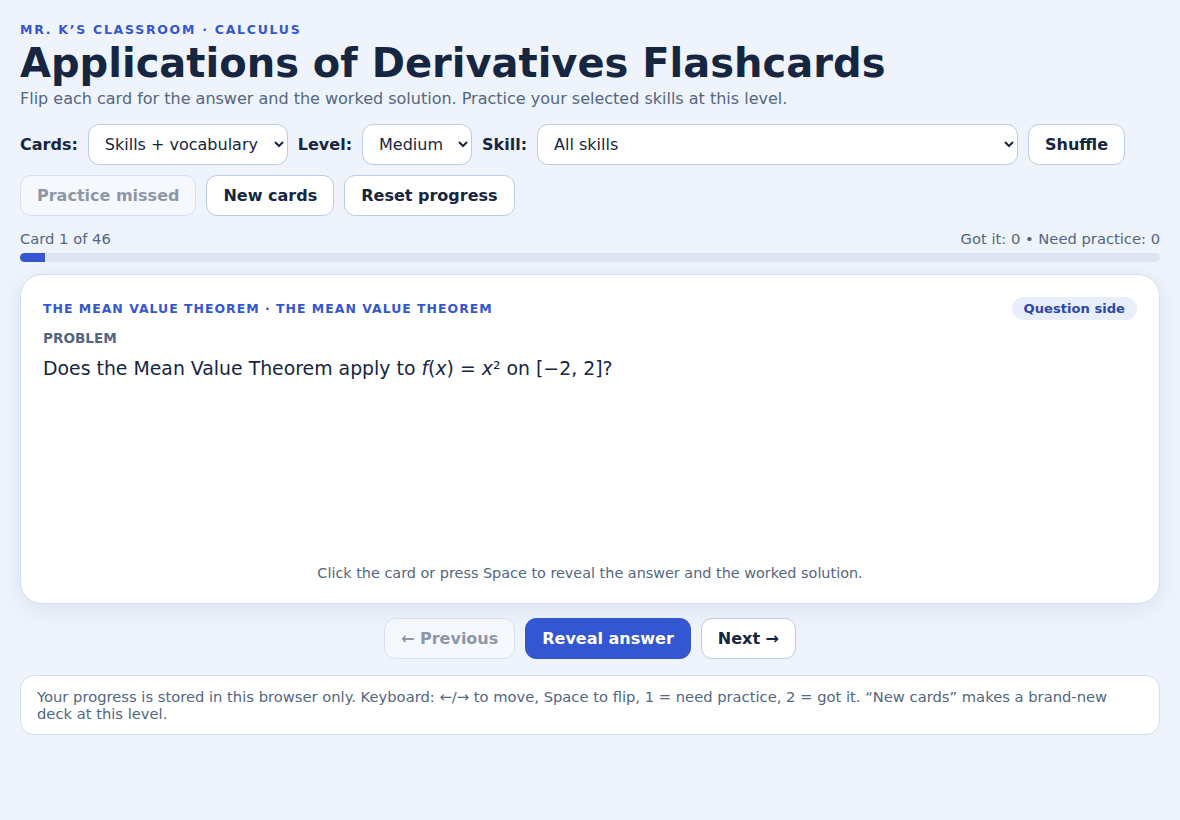 MR. K’S CLASSROOM · CALCULUS
Applications of Derivatives Flashcards
Flip each card for the answer and the worked solution. Practice your selected skills at this level.
Cards: Skills + vocabulary Level: Medium Skill: All skills Shuffle
Practice missed New cards Reset progress
Card 1 of 46 Got it: 0 • Need practice: 0
THE MEAN VALUE THEOREM · THE MEAN VALUE THEOREM Question side
PROBLEM
Does the Mean Value Theorem apply to f(x) = x² on [−2, 2]?
Click the card or press Space to reveal the answer and the worked solution.
← Previous Reveal answer Next →
Your progress is stored in this browser only. Keyboard: ←/→ to move, Space to flip, 1 = need practice, 2 = got it. “New cards” makes a brand-new
deck at this level.